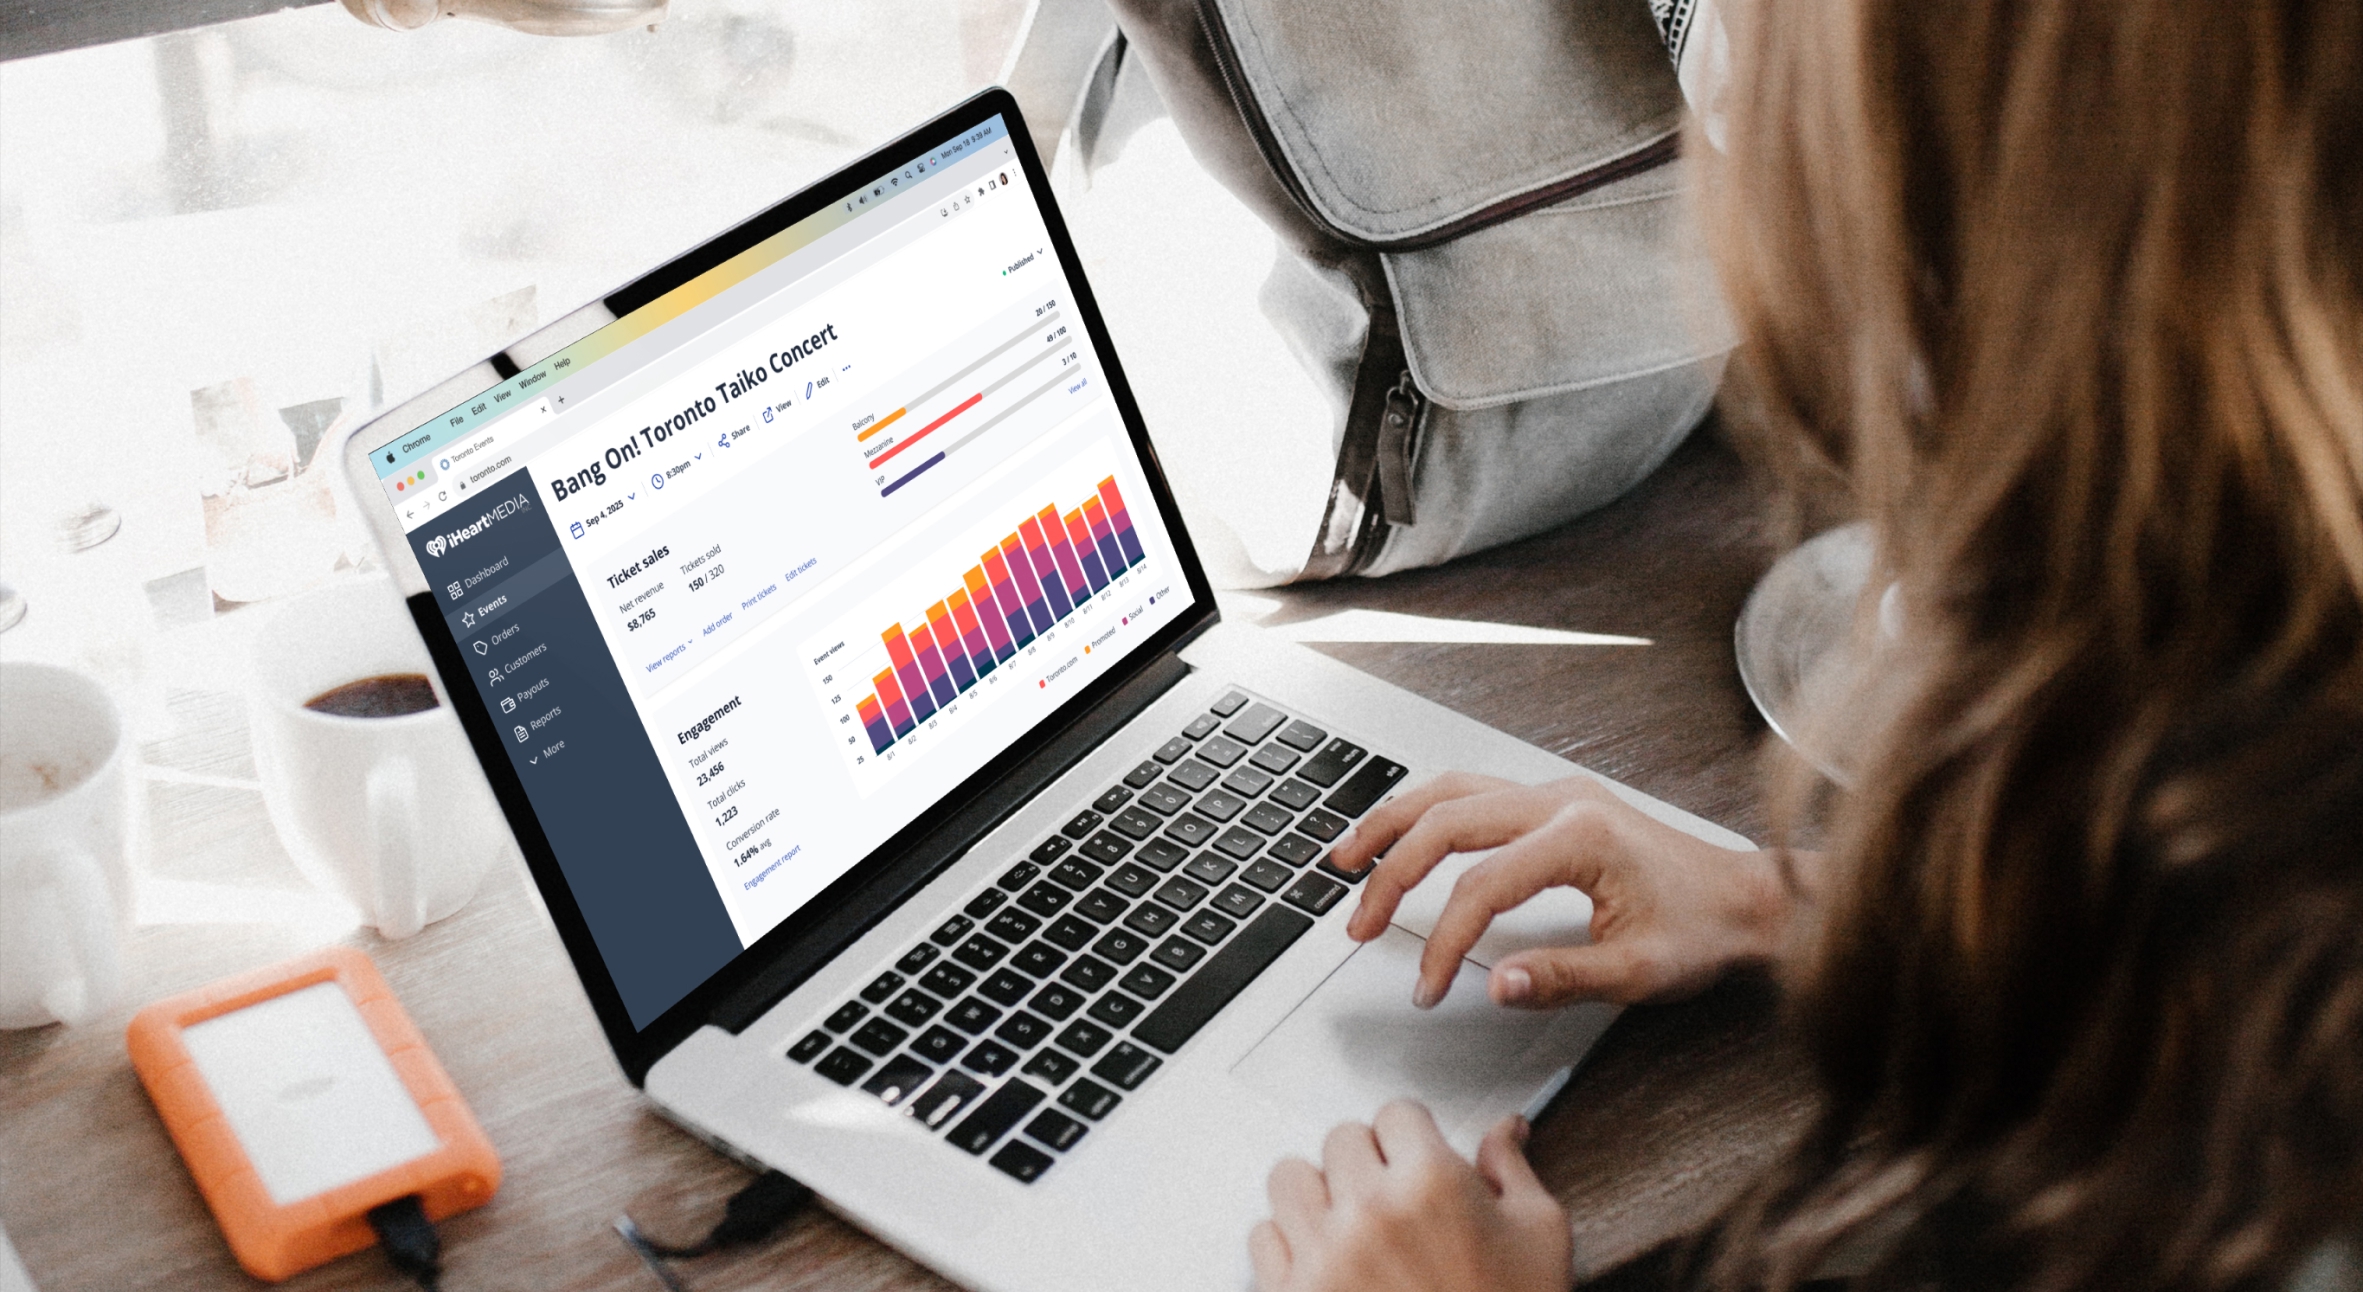 Chrome File Edit View Window Help
Mon Sep 18 9:39 AM
Toronto Events
toronto.com
iHeartMEDIA
Dashboard
Events
Orders
Customers
Payouts
Reports
More
Published
Bang On! Toronto Taiko Concert
Sep 4, 2025
Share
View
Edit
Ticket sales
Net revenue
$8,765
Tickets sold
150 / 320
View reports
Add order
Print tickets
Edit tickets
Balcony
20 / 150
Mezzanine
49 / 100
VIP
3 / 10
View all
Engagement
Total views
23,456
Total clicks
1,223
Conversion rate
1.64% avg
Engagement report
Event views
150
125
100
50
25
8/1
8/2
8/3
8/4
8/5
8/6
8/7
8/8
8/9
8/10
8/11
8/12
8/13
8/14
Toronto.com
Promoted
Social
Other
command